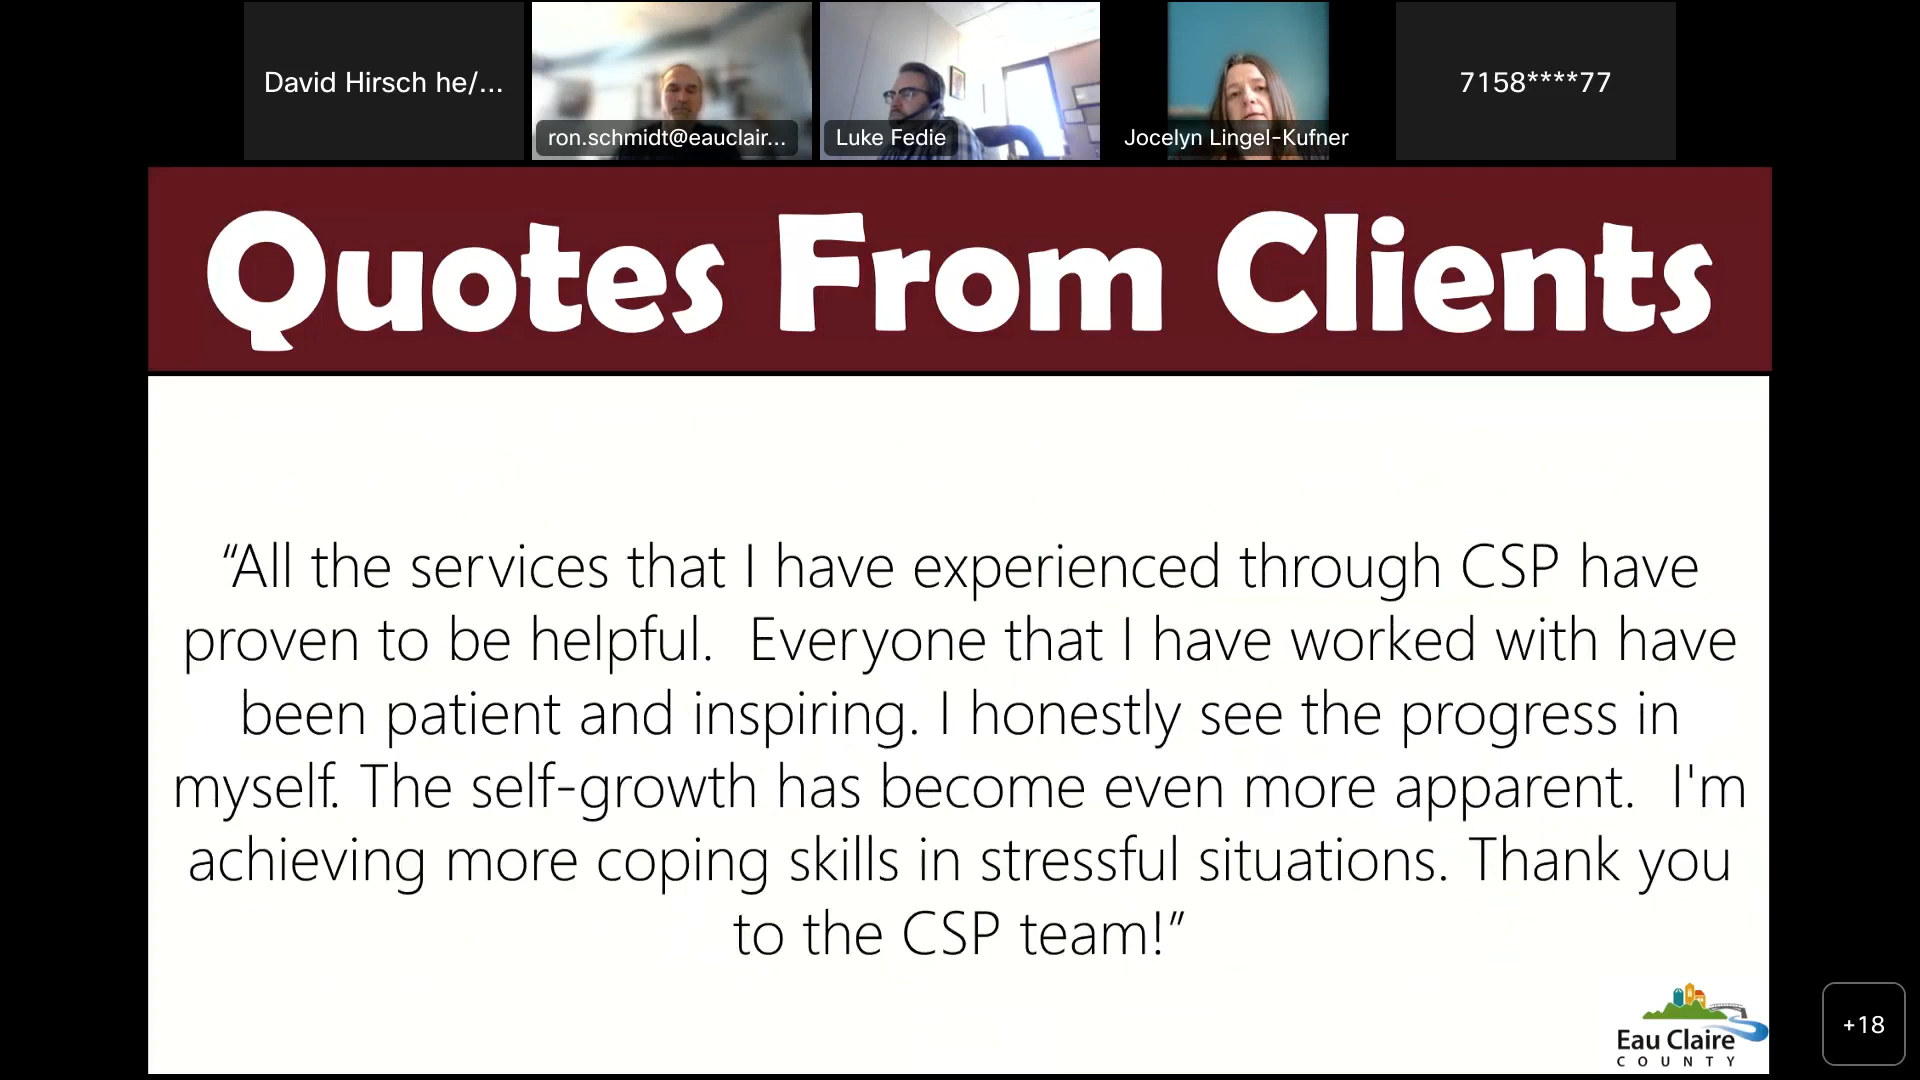 David Hirsch he/...
ron.schmidt@eauclair...
Luke Fedie
Jocelyn Lingel-Kufner
7158****77
Quotes From Clients
“All the services that I have experienced through CSP have
proven to be helpful.  Everyone that I have worked with have
been patient and inspiring. I honestly see the progress in
myself. The self-growth has become even more apparent.  I'm
achieving more coping skills in stressful situations. Thank you
to the CSP team!”
Eau Claire
COUNTY
+18